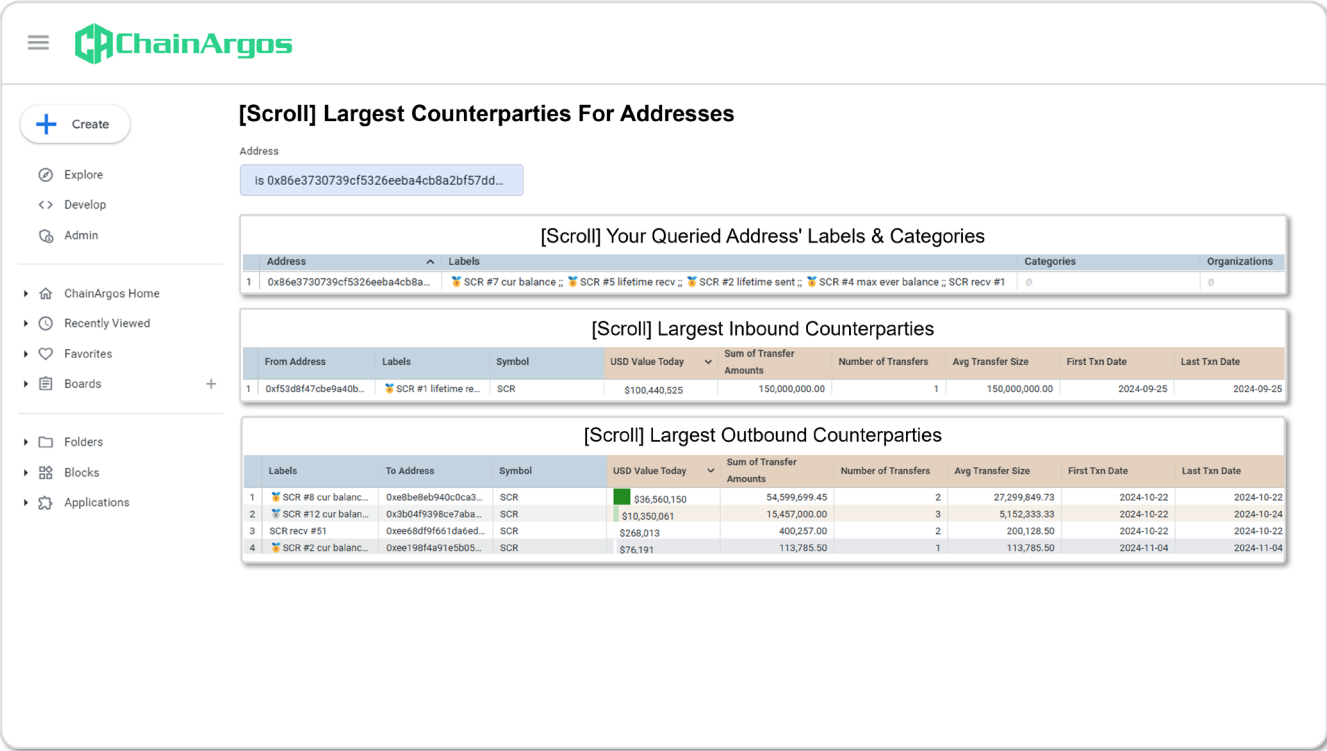 ChainArgos
Create
Explore
Develop
Admin
ChainArgos Home
Recently Viewed
Favorites
Boards
Folders
Blocks
Applications
[Scroll] Largest Counterparties For Addresses
Address
is 0x86e3730739cf5326eeba4cb8a2bf57dd...
[Scroll] Your Queried Address' Labels & Categories
Address Labels Categories Organizations
1 0x86e3730739cf5326eeba4cb8a... 🏅SCR #7 cur balance ;; 🏅SCR #5 lifetime recv ;; 🏅SCR #2 lifetime sent ;; 🏅SCR #4 max ever balance ;; SCR recv #1 ∅ ∅
[Scroll] Largest Inbound Counterparties
From Address Labels Symbol USD Value Today Sum of Transfer Amounts Number of Transfers Avg Transfer Size First Txn Date Last Txn Date
1 0xf53d8f47cbe9a40b... 🏅SCR #1 lifetime re... SCR $100,440,525 150,000,000.00 1 150,000,000.00 2024-09-25 2024-09-25
[Scroll] Largest Outbound Counterparties
Labels To Address Symbol USD Value Today Sum of Transfer Amounts Number of Transfers Avg Transfer Size First Txn Date Last Txn Date
1 🏅SCR #8 cur balanc... 0xe8be8eb940c0ca3... SCR $36,560,150 54,599,699.45 2 27,299,849.73 2024-10-22 2024-10-22
2 🥈SCR #12 cur balan... 0x3b04f9398ce7aba... SCR $10,350,061 15,457,000.00 3 5,152,333.33 2024-10-22 2024-10-24
3 SCR recv #51 0xee68df9f661da6ed... SCR $268,013 400,257.00 2 200,128.50 2024-10-22 2024-10-22
4 🏅SCR #2 cur balanc... 0xee198f4a91e5b05... SCR $76,191 113,785.50 1 113,785.50 2024-11-04 2024-11-04